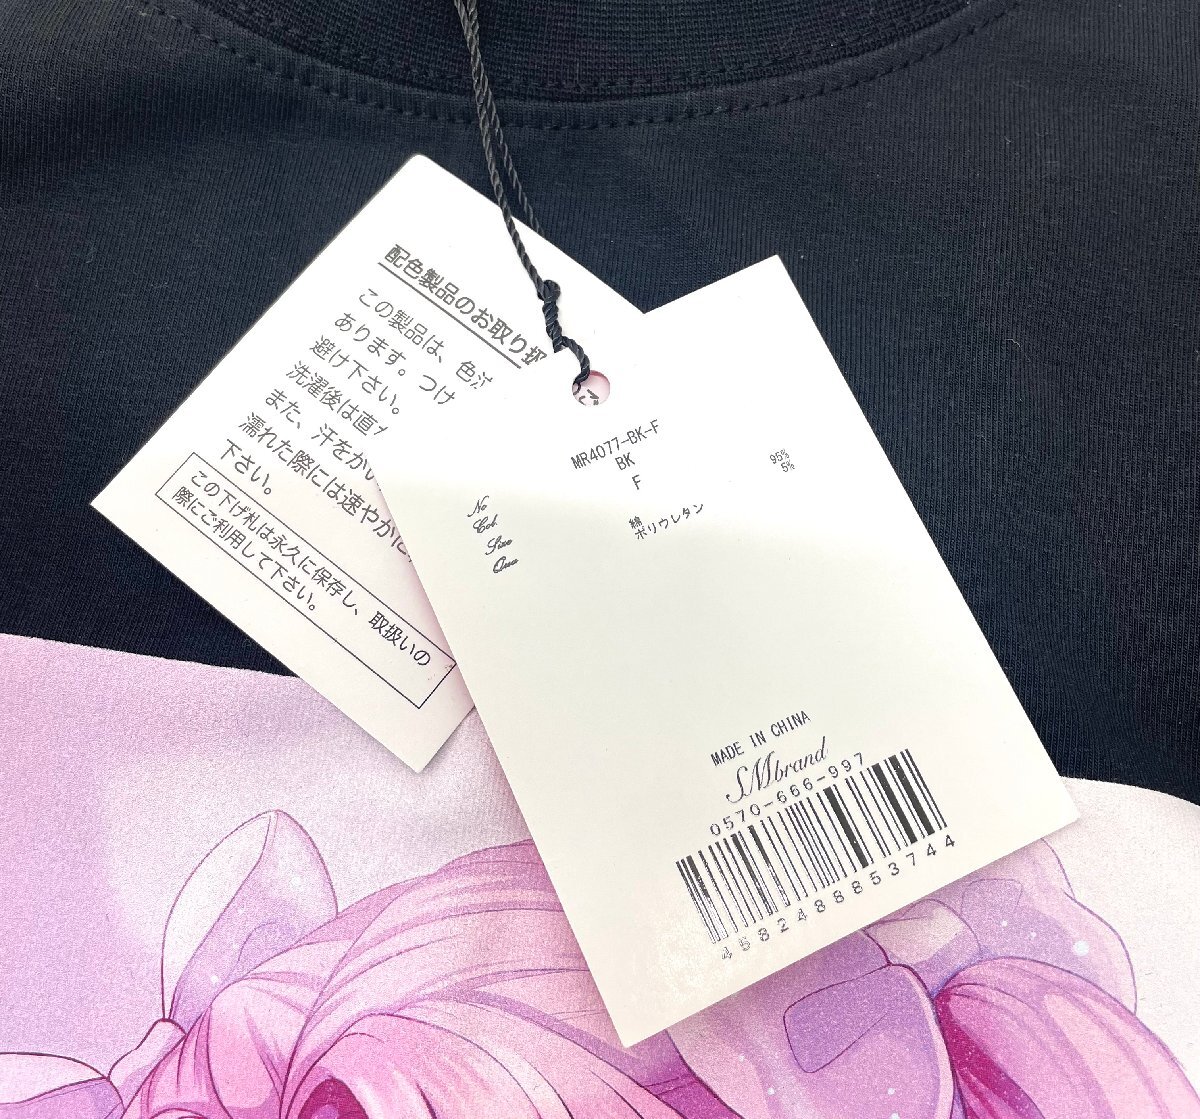 配色製品のお取り扱
この製品は、色
あります。つけ
避け下さい。
洗濯後は直
また、汗をか
濡れた際には速やかに
下さい。
この下げ札は永久に保存し、取扱いの
際にご利用して下さい。
MR4077-BK-F
No
BK
Col.
F
Size
Qua
綿 95%
ポリウレタン 5%
MADE IN CHINA
SMbrand
0570-666-997
4582488853744